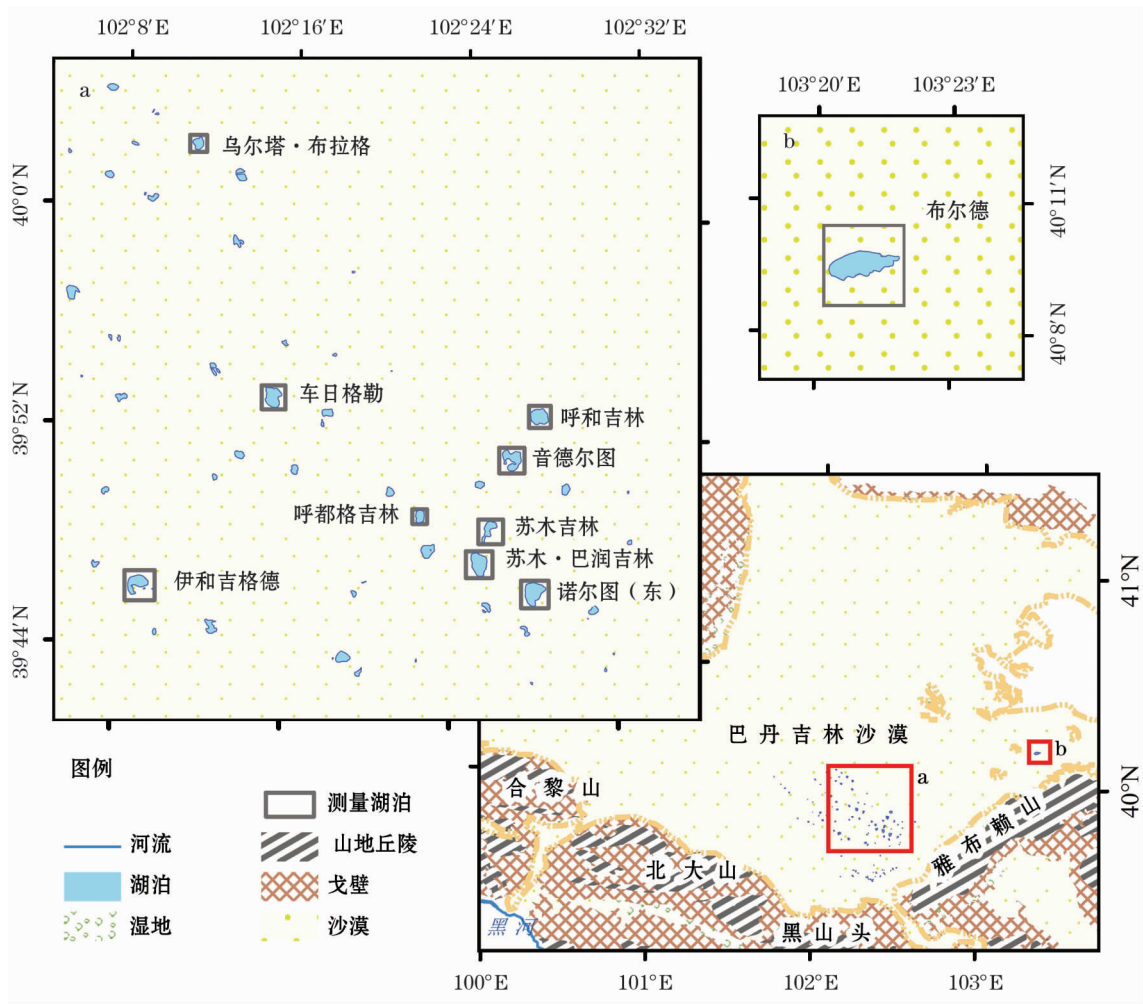 102°8′E
102°16′E
102°24′E
102°32′E
a
乌尔塔·布拉格
40°0′N
车日格勒
39°52′N
呼和吉林
音德尔图
呼都格吉林
苏木吉林
苏木·巴润吉林
伊和吉格德
诺尔图（东）
39°44′N
103°20′E
103°23′E
b
布尔德
40°11′N
40°8′N
41°N
巴丹吉林沙漠
b
a
40°N
合黎山
雅布赖山
北大山
黑河
黑山头
100°E
101°E
102°E
103°E
图例
测量湖泊
河流
山地丘陵
湖泊
戈壁
湿地
沙漠